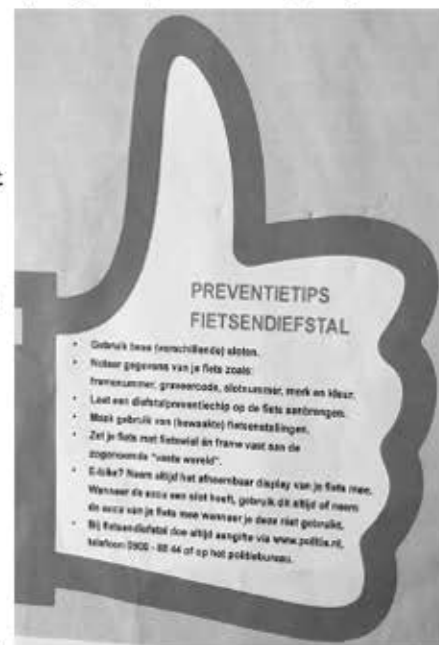 PREVENTIETIPS
FIETSENDIEFSTAL
• Gebruik twee (verschillende) sloten.
• Noteer gegevens van je fiets zoals:
framenummer, graveercode, slotnummer, merk en kleur.
• Laat een diefstalpreventiechip op de fiets aanbrengen.
• Maak gebruik van (bewaakte) fietsenstallingen.
• Zet je fiets met fietswiel én frame vast aan de
zogenoemde "vaste wereld".
• E-bike? Neem altijd het afneembaar display van je fiets mee.
Wanneer de accu een slot heeft, gebruik dit altijd of neem
de accu van je fiets mee wanneer je deze niet gebruikt.
• Bij fietsendiefstal doe altijd aangifte via www.politie.nl,
telefoon 0900 - 88 44 of op het politiebureau.